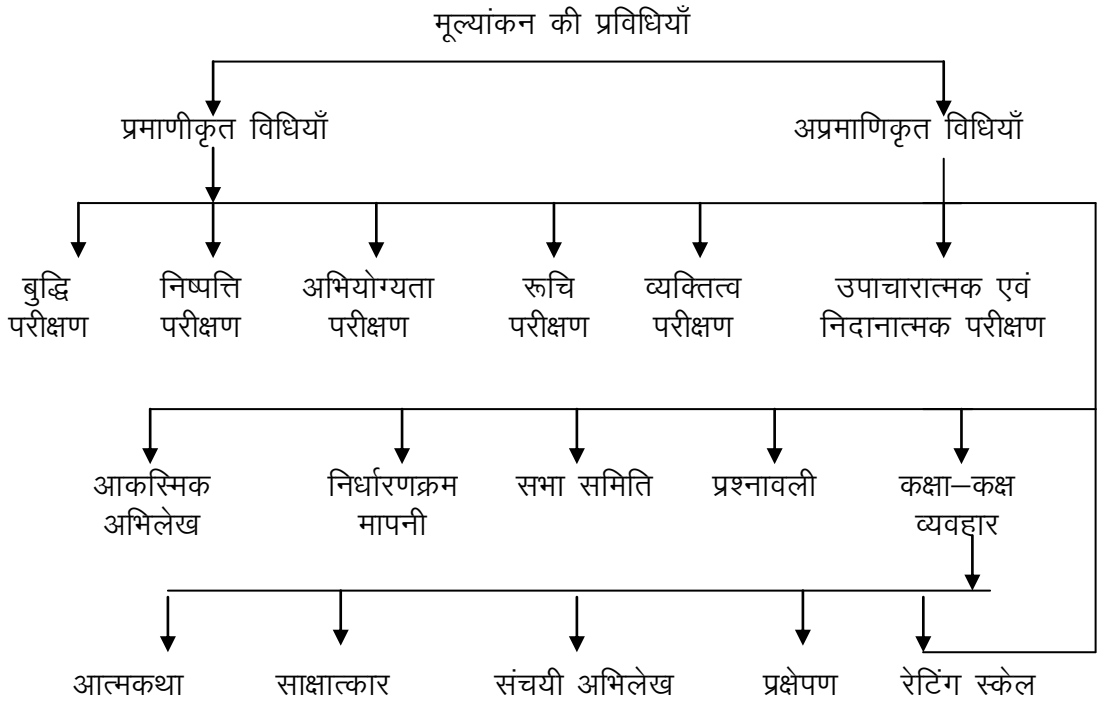 मूल्यांकन की प्रविधियाँ
प्रमाणीकृत विधियाँ
अप्रमाणिकृत विधियाँ
बुद्धि
परीक्षण
निष्पत्ति
परीक्षण
अभियोग्यता
परीक्षण
रूचि
परीक्षण
व्यक्तित्व
परीक्षण
उपाचारात्मक एवं
निदानात्मक परीक्षण
आकस्मिक
अभिलेख
निर्धारणक्रम
मापनी
सभा समिति
प्रश्नावली
कक्षा–कक्ष
व्यवहार
आत्मकथा
साक्षात्कार
संचयी अभिलेख
प्रक्षेपण
रेटिंग स्केल